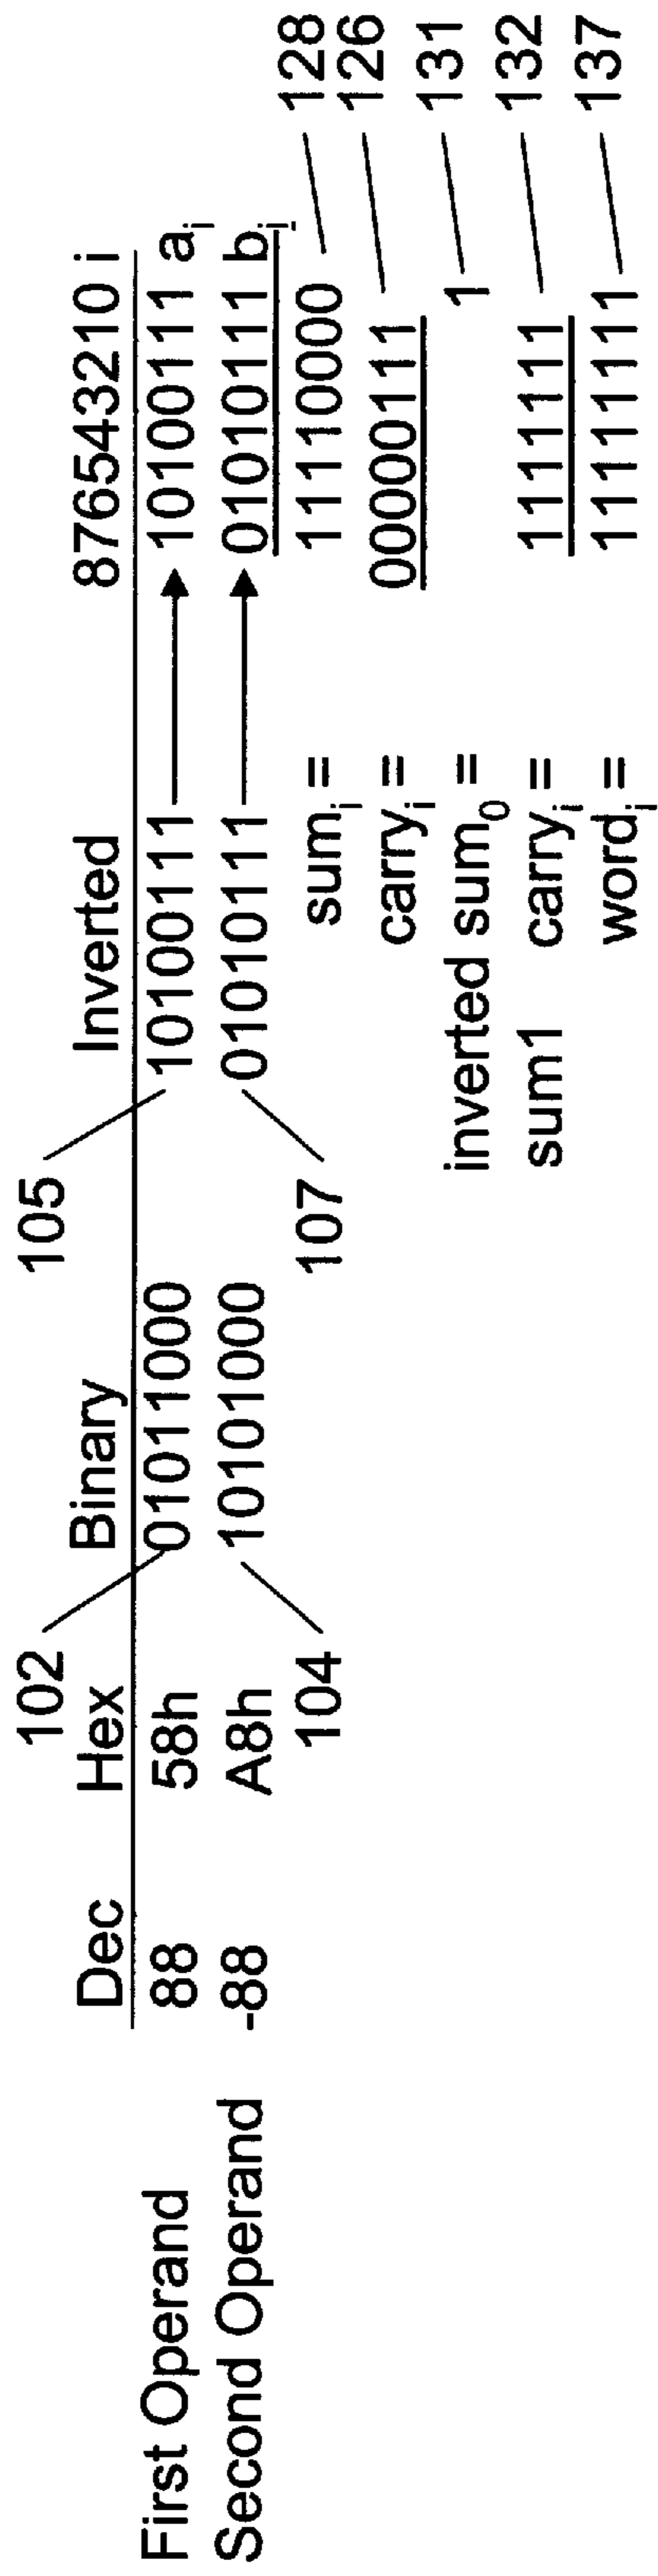 102 105
Dec Hex Binary Inverted 876543210 i
First Operand 88 58h 01011000 10100111 10100111 aᵢ
Second Operand -88 A8h 10101000 01010111 01010111 bᵢ
104 107
sumᵢ = 11110000 128
carryᵢ = 00000111 126
inverted sum₀ = 1 131
sum1 carryᵢ = 1111111 132
wordᵢ = 11111111 137